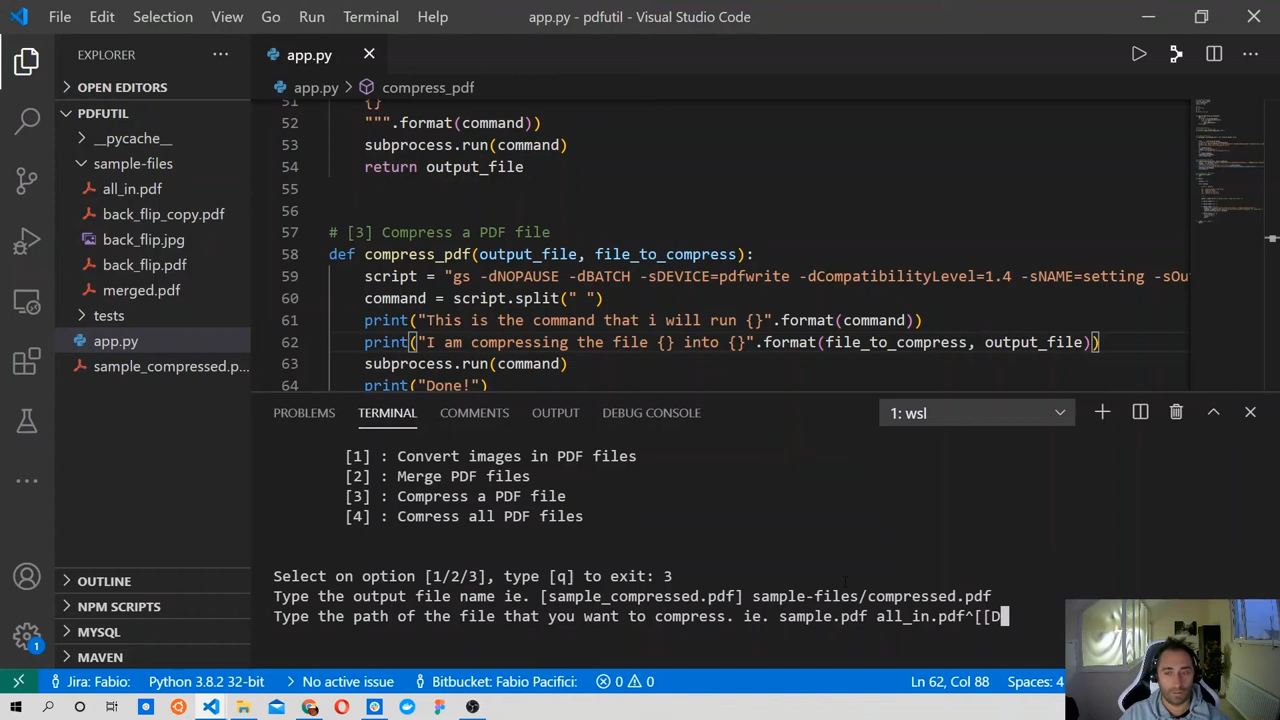 File Edit Selection View Go Run Terminal Help app.py - pdfutil - Visual Studio Code
EXPLORER
OPEN EDITORS
PDFUTIL
__pycache__
sample-files
all_in.pdf
back_flip_copy.pdf
back_flip.jpg
back_flip.pdf
merged.pdf
tests
app.py
sample_compressed.p...
OUTLINE
NPM SCRIPTS
MYSQL
MAVEN
app.py
app.py compress_pdf
51 {}
52 """.format(command))
53 subprocess.run(command)
54 return output_file
55
56
57 # [3] Compress a PDF file
58 def compress_pdf(output_file, file_to_compress):
59 script = "gs -dNOPAUSE -dBATCH -sDEVICE=pdfwrite -dCompatibilityLevel=1.4 -sNAME=setting -sOu
60 command = script.split(" ")
61 print("This is the command that i will run {}".format(command))
62 print("I am compressing the file {} into {}".format(file_to_compress, output_file))
63 subprocess.run(command)
64 print("Done!")
PROBLEMS TERMINAL COMMENTS OUTPUT DEBUG CONSOLE 1: wsl
[1] : Convert images in PDF files
[2] : Merge PDF files
[3] : Compress a PDF file
[4] : Comress all PDF files
Select on option [1/2/3], type [q] to exit: 3
Type the output file name ie. [sample_compressed.pdf] sample-files/compressed.pdf
Type the path of the file that you want to compress. ie. sample.pdf all_in.pdf^[[D
1
Jira: Fabio: Python 3.8.2 32-bit No active issue Bitbucket: Fabio Pacifici: 0 0 Ln 62, Col 88 Spaces: 4